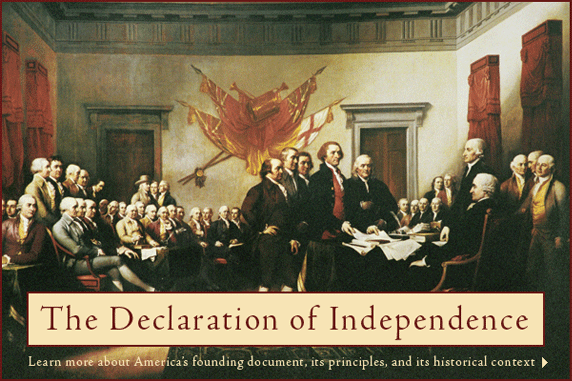 The Declaration of Independence
Learn more about America's founding document, its principles, and its historical context